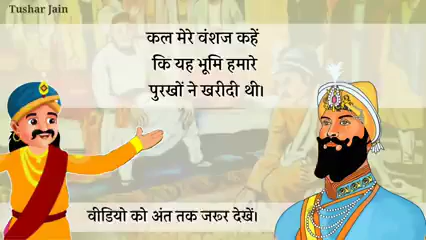 Tushar Jain
कल मेरे वंशज कहें
कि यह भूमि हमारे
पुरखों ने खरीदी थी।
वीडियो को अंत तक जरूर देखें।